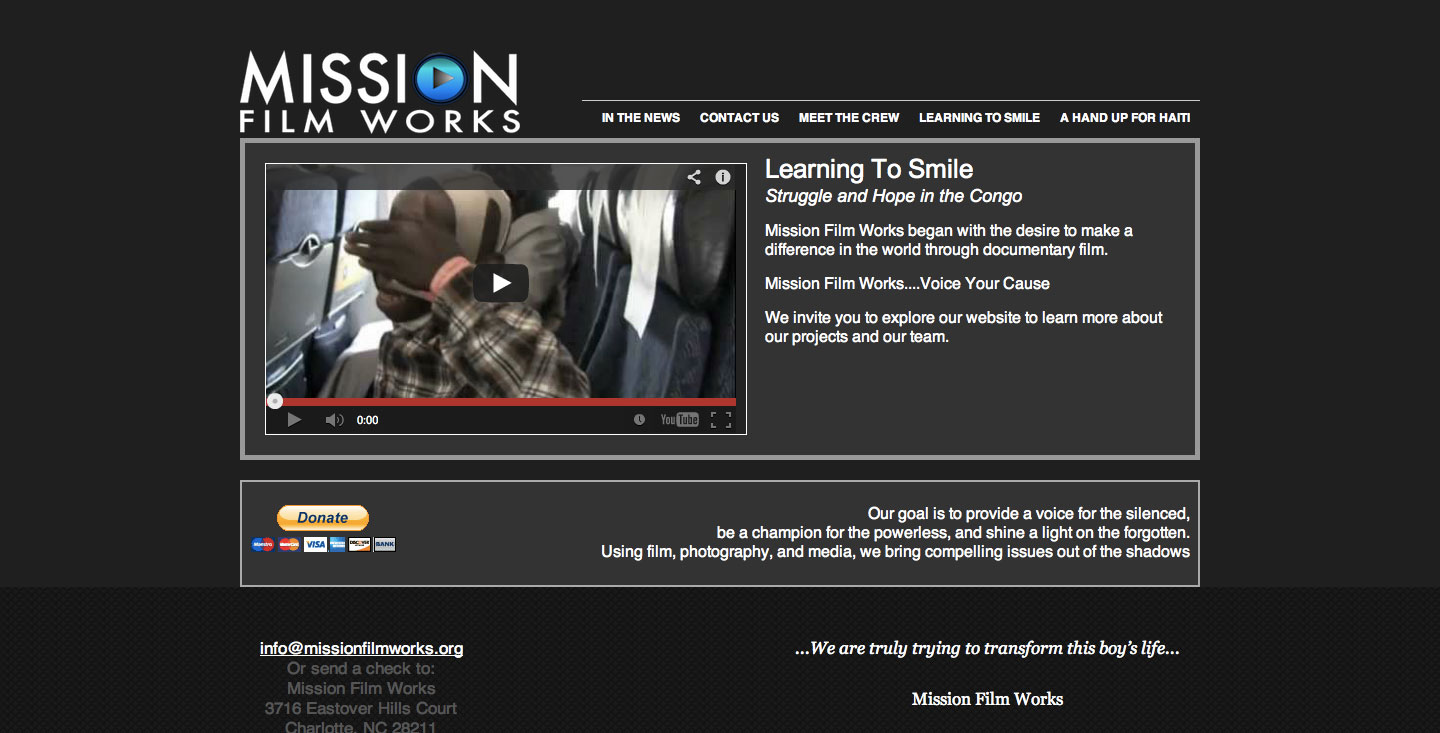 MISSION
FILM WORKS
IN THE NEWS CONTACT US MEET THE CREW LEARNING TO SMILE A HAND UP FOR HAITI
Learning To Smile
Struggle and Hope in the Congo
Mission Film Works began with the desire to make a
difference in the world through documentary film.
Mission Film Works....Voice Your Cause
We invite you to explore our website to learn more about
our projects and our team.
0:00
YouTube
Donate
Maestro MasterCard VISA DISCOVER BANK
Our goal is to provide a voice for the silenced,
be a champion for the powerless, and shine a light on the forgotten.
Using film, photography, and media, we bring compelling issues out of the shadows
info@missionfilmworks.org
Or send a check to:
Mission Film Works
3716 Eastover Hills Court
Charlotte, NC 28211
...We are truly trying to transform this boy's life...
Mission Film Works